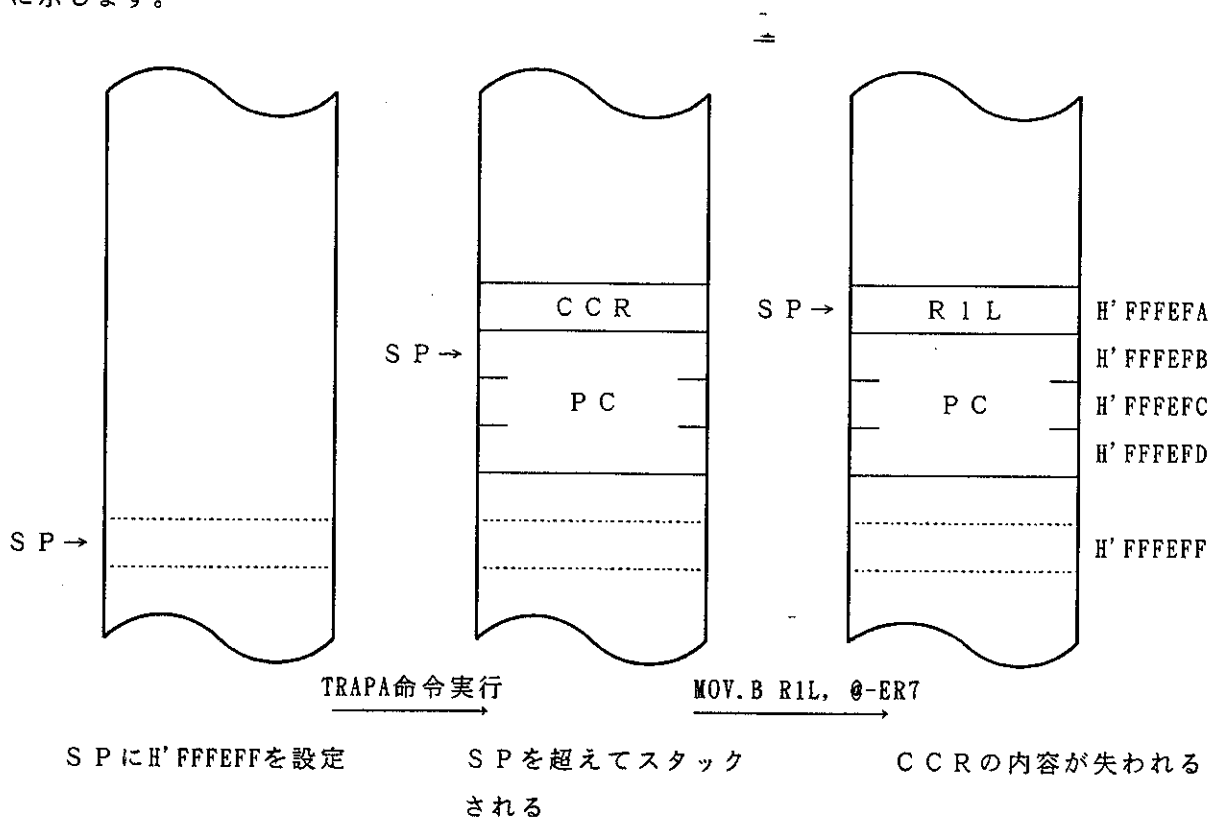 に示します。
CCR
SP→
R1L
H'FFFEFA
SP→
H'FFFEFB
PC
PC
H'FFFEFC
H'FFFEFD
SP→
H'FFFEFF
TRAPA命令実行
MOV.B R1L, @-ER7
SPにH'FFFEFFを設定
SPを超えてスタック
される
CCRの内容が失われる